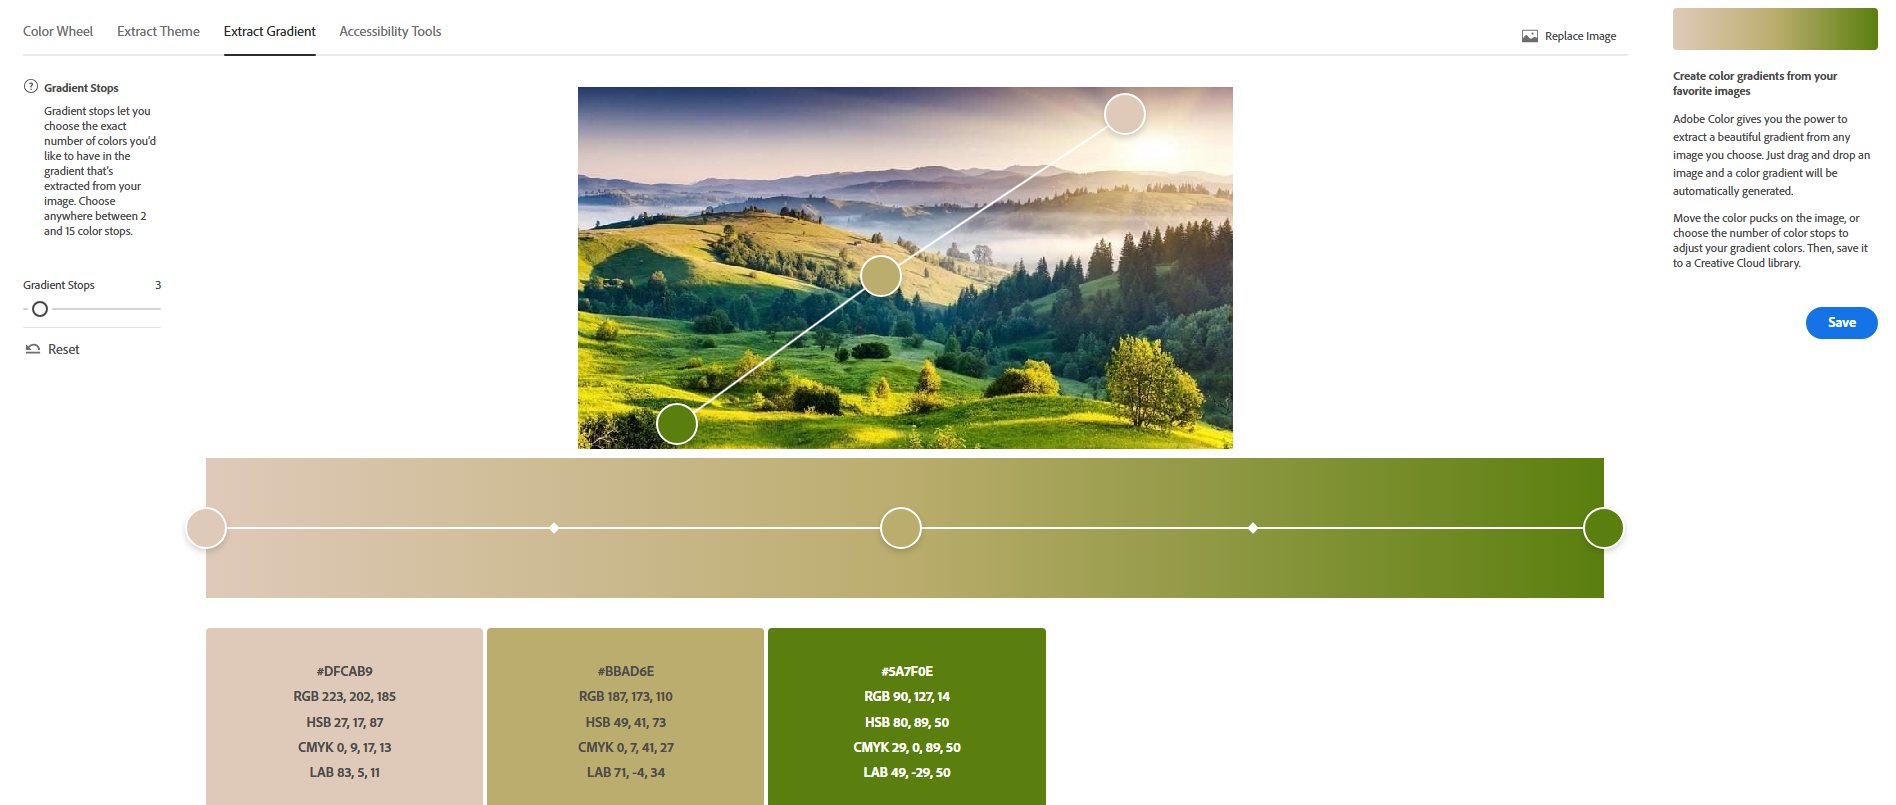 Color Wheel Extract Theme Extract Gradient Accessibility Tools
Replace Image
? Gradient Stops
Gradient stops let you
choose the exact
number of colors you'd
like to have in the
gradient that's
extracted from your
image. Choose
anywhere between 2
and 15 color stops.
Gradient Stops 3
Reset
Create color gradients from your
favorite images
Adobe Color gives you the power to
extract a beautiful gradient from any
image you choose. Just drag and drop an
image and a color gradient will be
automatically generated.
Move the color pucks on the image, or
choose the number of color stops to
adjust your gradient colors. Then, save it
to a Creative Cloud library.
Save
#DFCAB9
RGB 223, 202, 185
HSB 27, 17, 87
CMYK 0, 9, 17, 13
LAB 83, 5, 11
#BBAD6E
RGB 187, 173, 110
HSB 49, 41, 73
CMYK 0, 7, 41, 27
LAB 71, -4, 34
#5A7F0E
RGB 90, 127, 14
HSB 80, 89, 50
CMYK 29, 0, 89, 50
LAB 49, -29, 50